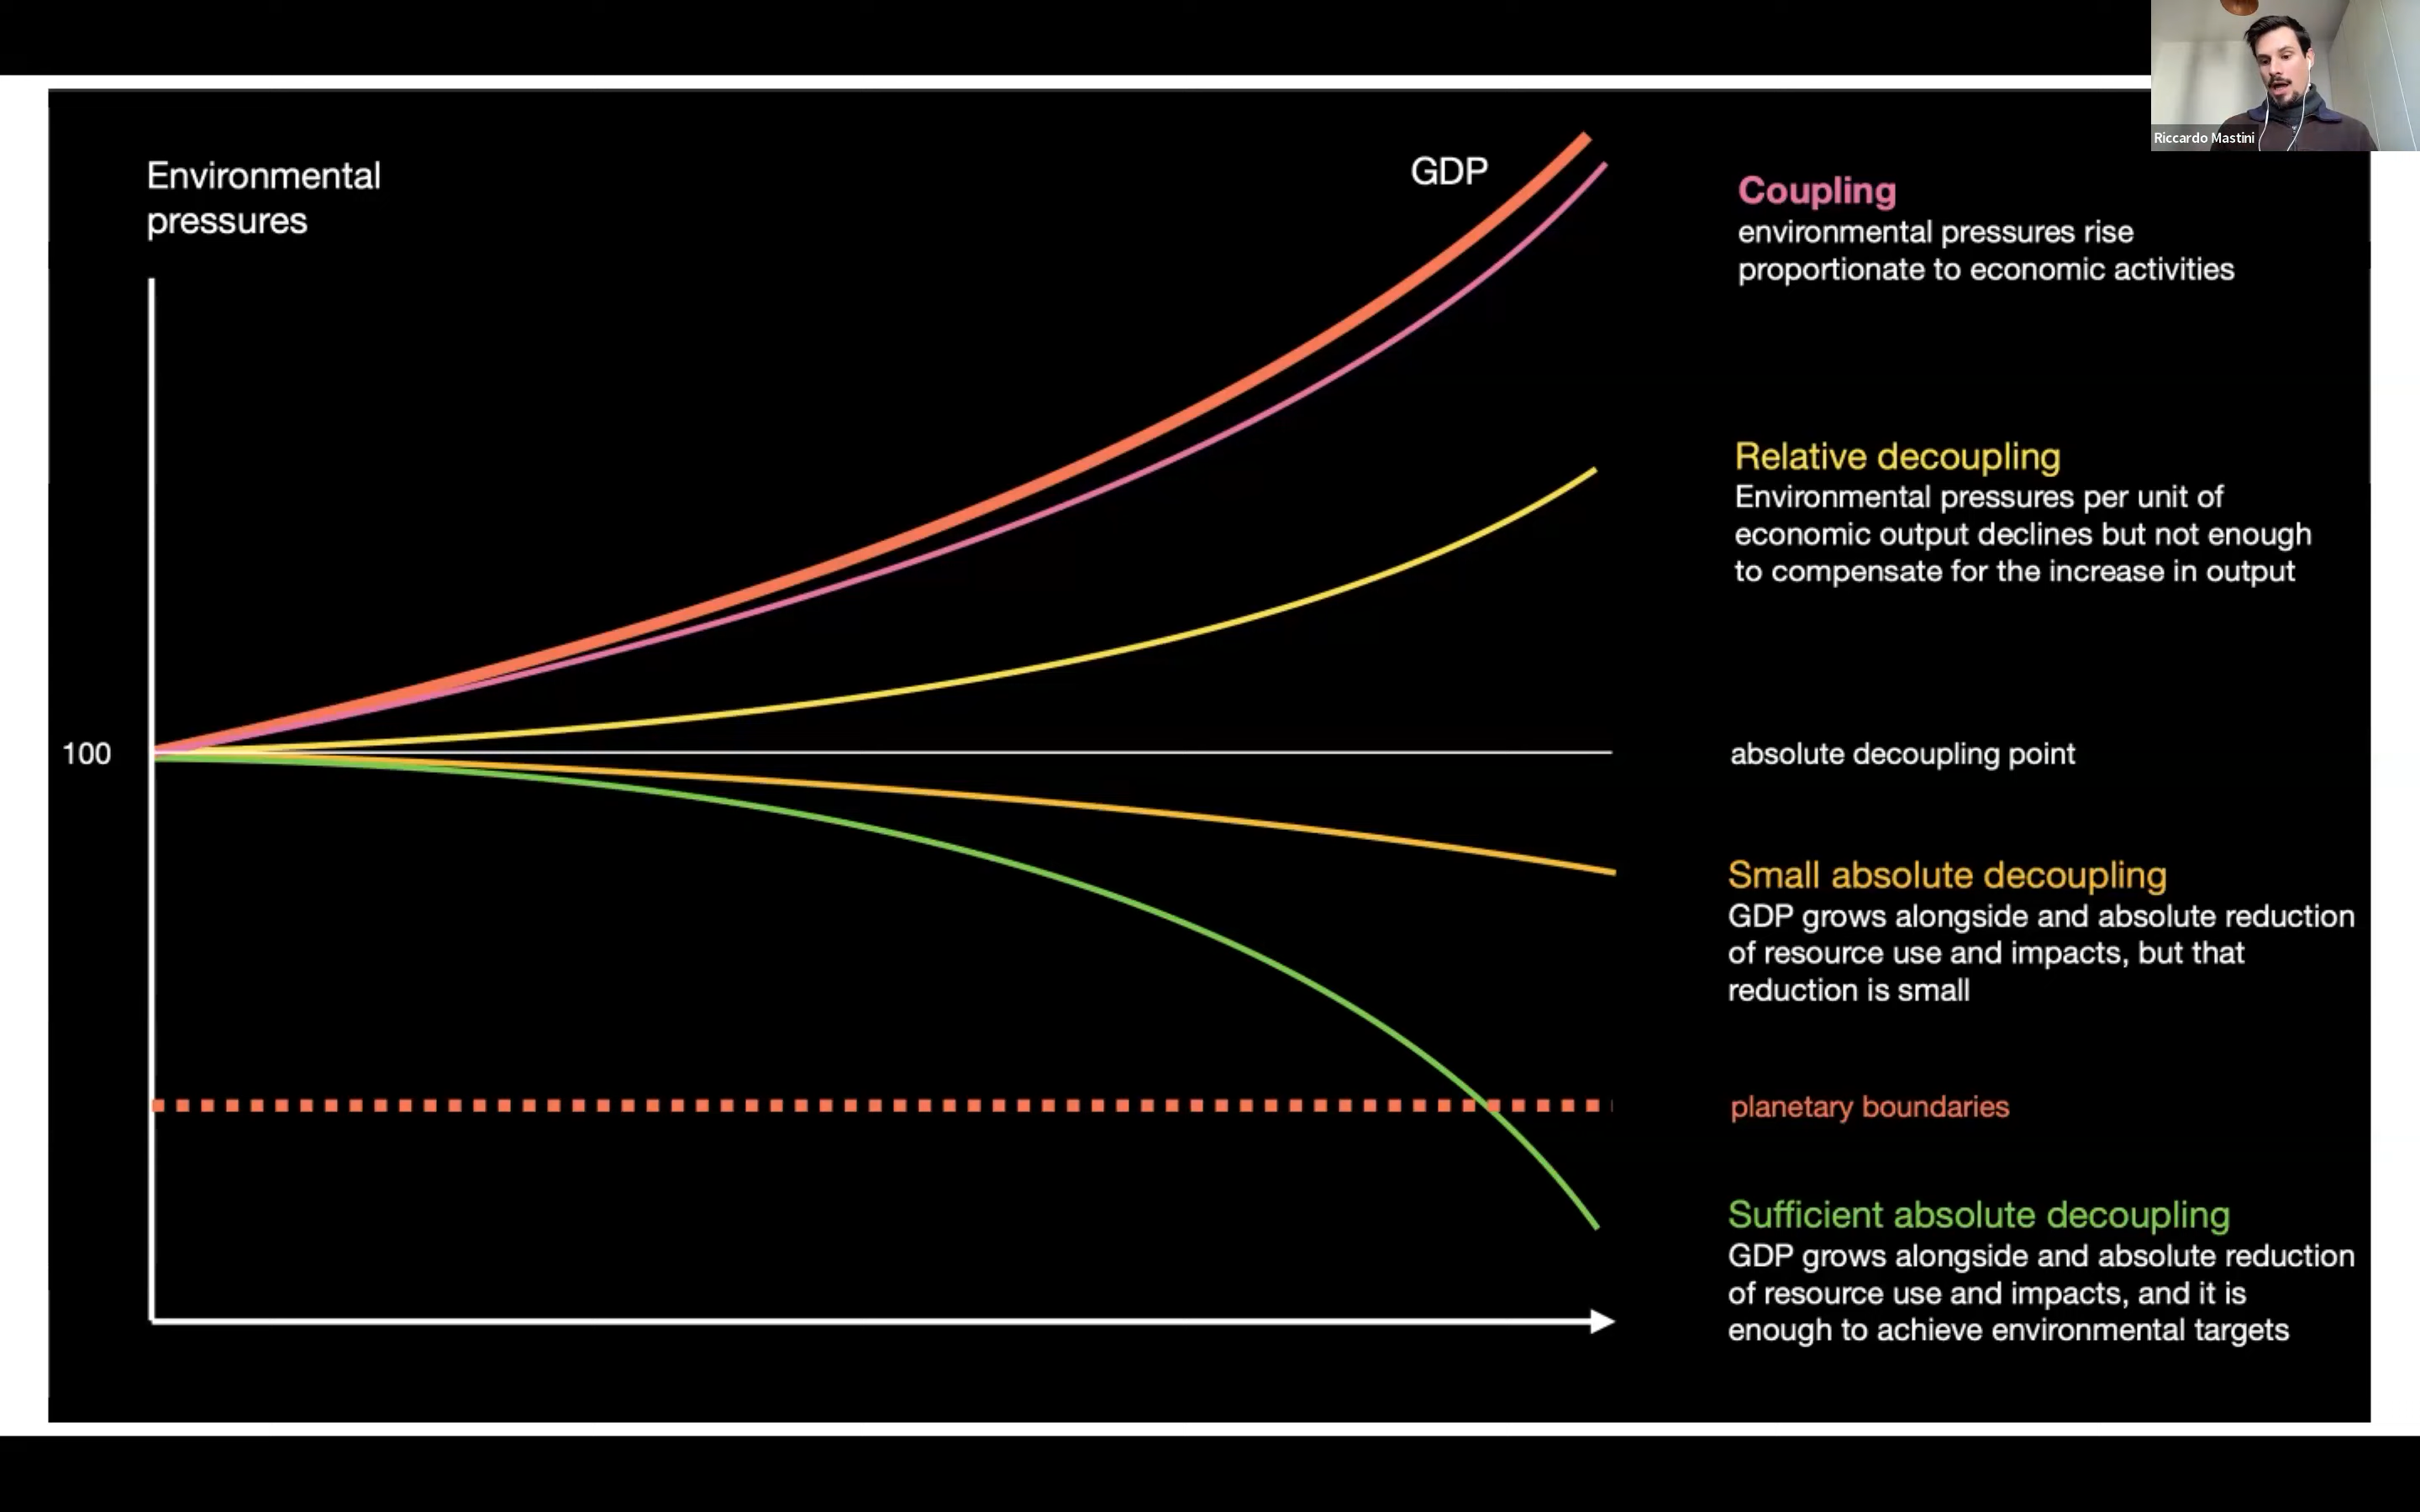 Riccardo Mastini
Environmental
pressures
GDP
Coupling
environmental pressures rise
proportionate to economic activities
Relative decoupling
Environmental pressures per unit of
economic output declines but not enough
to compensate for the increase in output
100
absolute decoupling point
Small absolute decoupling
GDP grows alongside and absolute reduction
of resource use and impacts, but that
reduction is small
planetary boundaries
Sufficient absolute decoupling
GDP grows alongside and absolute reduction
of resource use and impacts, and it is
enough to achieve environmental targets